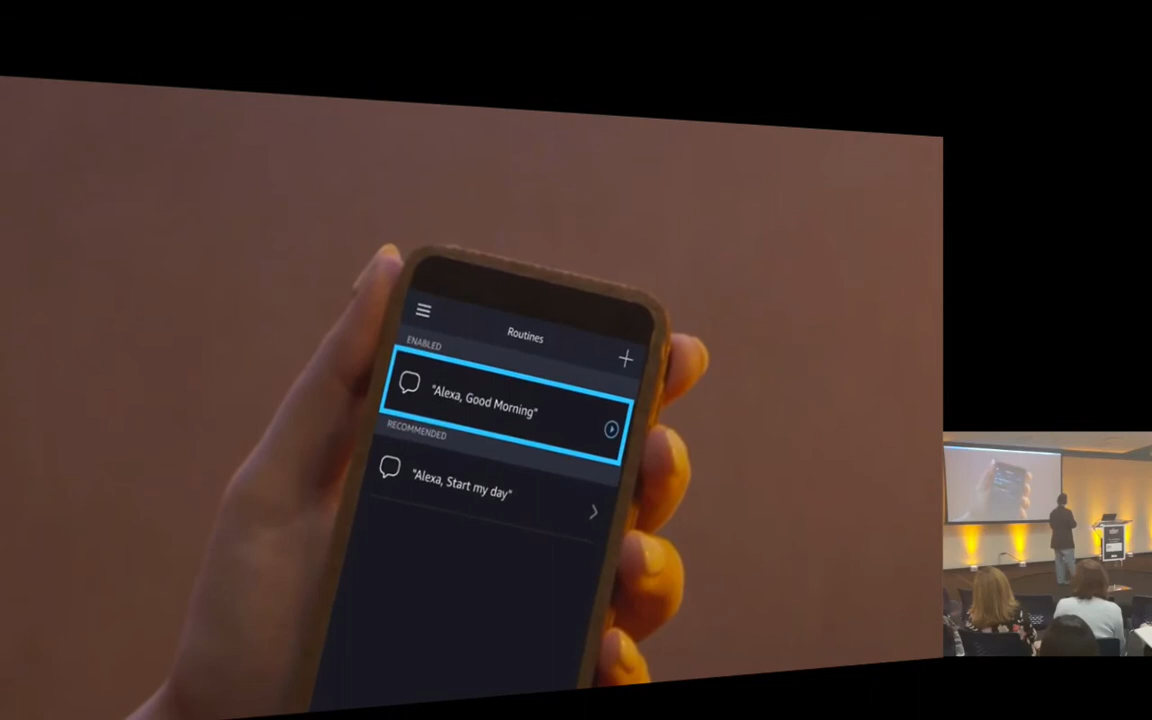 Routines
ENABLED
"Alexa, Good Morning"
RECOMMENDED
"Alexa, Start my day"